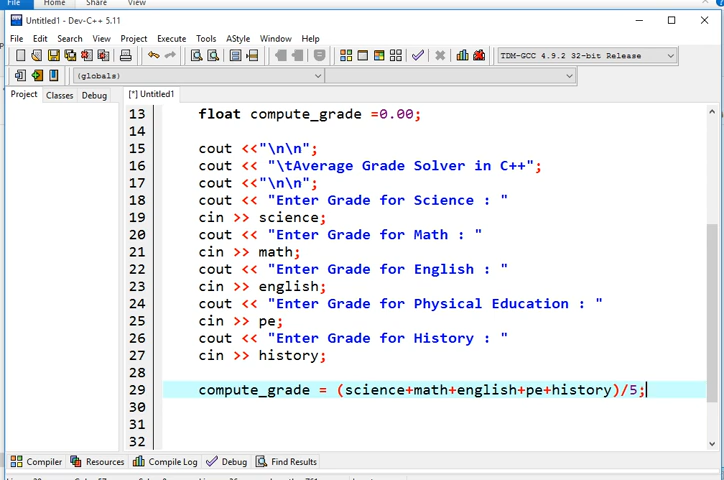 File Home Share View
Untitled1 - Dev-C++ 5.11
File Edit Search View Project Execute Tools AStyle Window Help
TDM-GCC 4.9.2 32-bit Release
(globals)
Project Classes Debug [*] Untitled1
13 float compute_grade =0.00;
14
15 cout <<"\n\n";
16 cout << "\tAverage Grade Solver in C++";
17 cout <<"\n\n";
18 cout << "Enter Grade for Science : "
19 cin >> science;
20 cout << "Enter Grade for Math : "
21 cin >> math;
22 cout << "Enter Grade for English : "
23 cin >> english;
24 cout << "Enter Grade for Physical Education : "
25 cin >> pe;
26 cout << "Enter Grade for History : "
27 cin >> history;
28
29 compute_grade = (science+math+english+pe+history)/5;
30
31
32
Compiler Resources Compile Log Debug Find Results